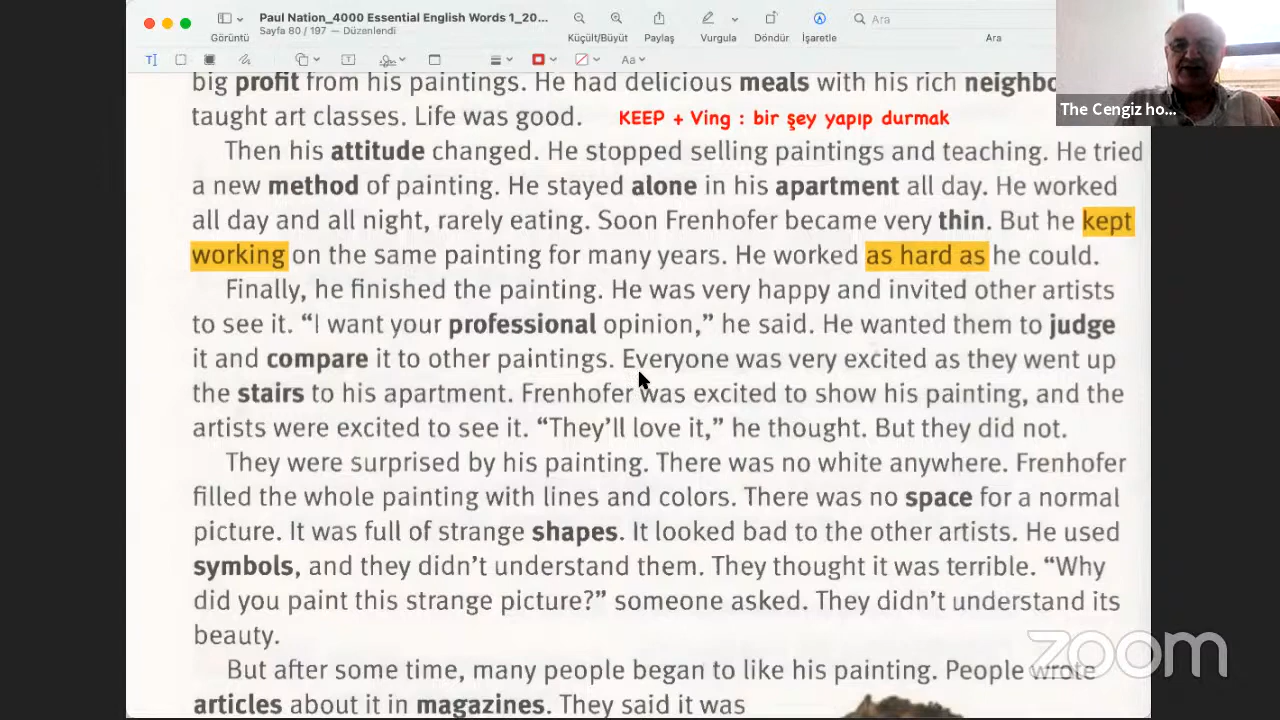 Paul Nation_4000 Essential English Words 1_20...
Sayfa 80 / 197 – Düzenlendi
Görüntü
Küçült/Büyüt
Paylaş
Vurgula
Döndür
İşaretle
Ara
Ara
The Cengiz ho...
big profit from his paintings. He had delicious meals with his rich neighbo
taught art classes. Life was good.
KEEP + Ving : bir şey yapıp durmak
Then his attitude changed. He stopped selling paintings and teaching. He tried
a new method of painting. He stayed alone in his apartment all day. He worked
all day and all night, rarely eating. Soon Frenhofer became very thin. But he kept
working on the same painting for many years. He worked as hard as he could.
Finally, he finished the painting. He was very happy and invited other artists
to see it. “I want your professional opinion,” he said. He wanted them to judge
it and compare it to other paintings. Everyone was very excited as they went up
the stairs to his apartment. Frenhofer was excited to show his painting, and the
artists were excited to see it. “They’ll love it,” he thought. But they did not.
They were surprised by his painting. There was no white anywhere. Frenhofer
filled the whole painting with lines and colors. There was no space for a normal
picture. It was full of strange shapes. It looked bad to the other artists. He used
symbols, and they didn’t understand them. They thought it was terrible. “Why
did you paint this strange picture?” someone asked. They didn’t understand its
beauty.
But after some time, many people began to like his painting. People wrote
articles about it in magazines. They said it was
zoom